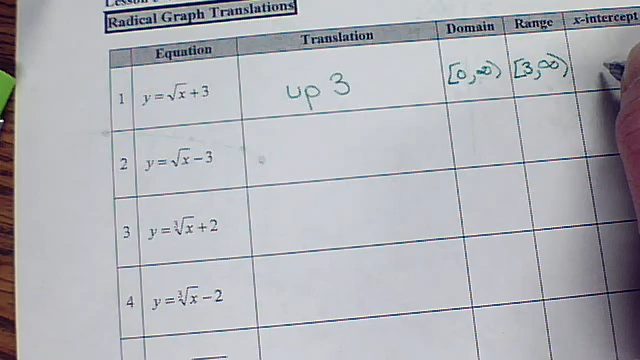 Radical Graph Translations
Equation Translation Domain Range x-intercept
1 y = √x + 3 up 3 [0, ∞) [3, ∞)
2 y = √x − 3
3 y = ∛x + 2
4 y = ∛x − 2